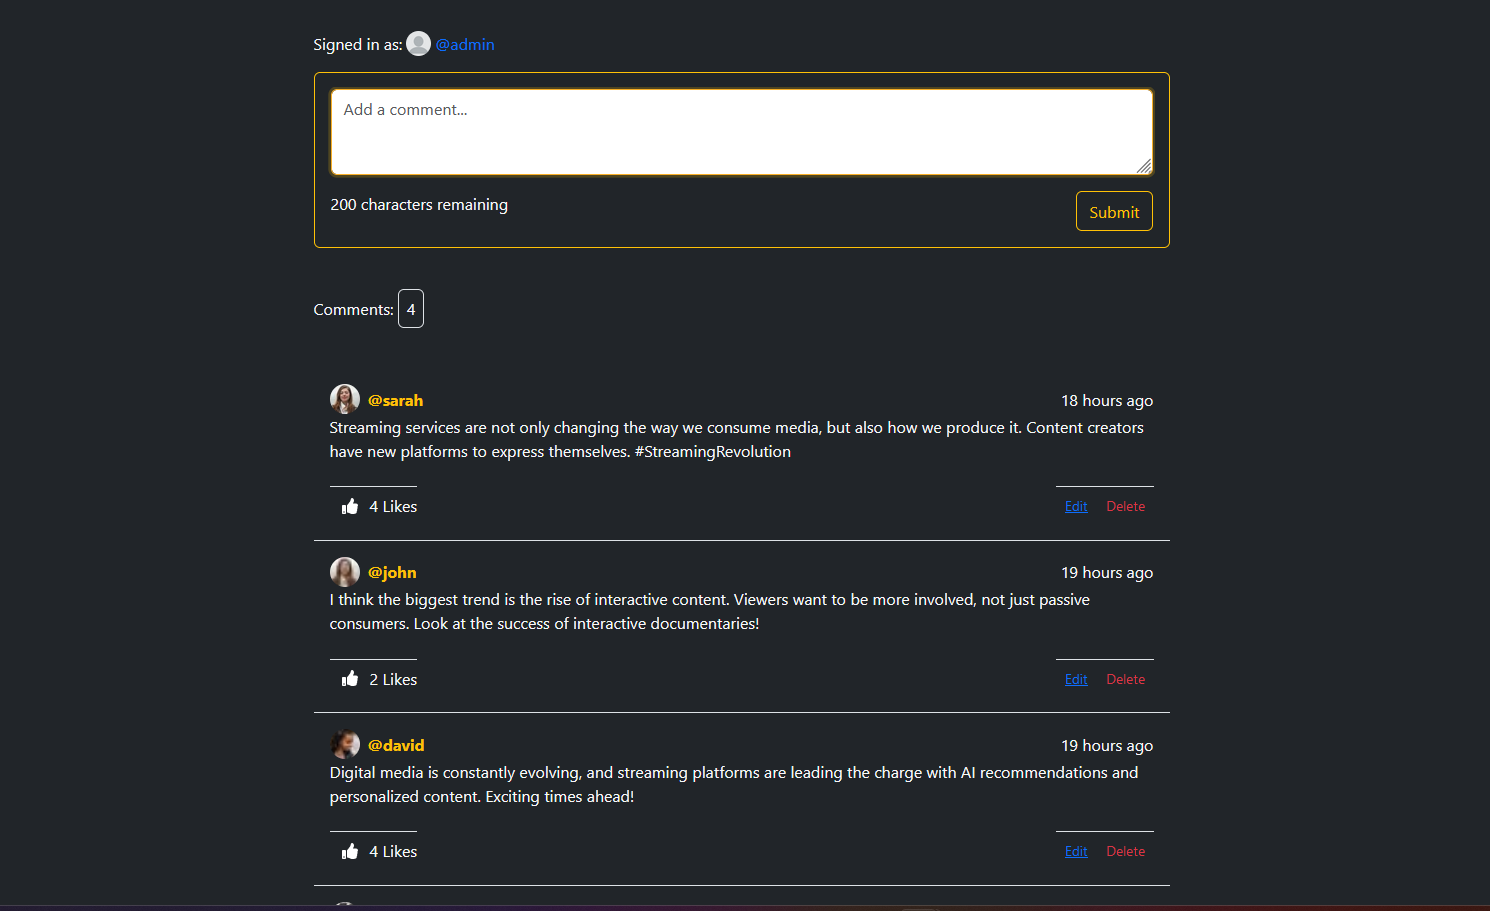 Signed in as: @admin
Add a comment...
200 characters remaining
Submit
Comments: 4
@sarah 18 hours ago
Streaming services are not only changing the way we consume media, but also how we produce it. Content creators
have new platforms to express themselves. #StreamingRevolution
4 Likes Edit Delete
@john 19 hours ago
I think the biggest trend is the rise of interactive content. Viewers want to be more involved, not just passive
consumers. Look at the success of interactive documentaries!
2 Likes Edit Delete
@david 19 hours ago
Digital media is constantly evolving, and streaming platforms are leading the charge with AI recommendations and
personalized content. Exciting times ahead!
4 Likes Edit Delete